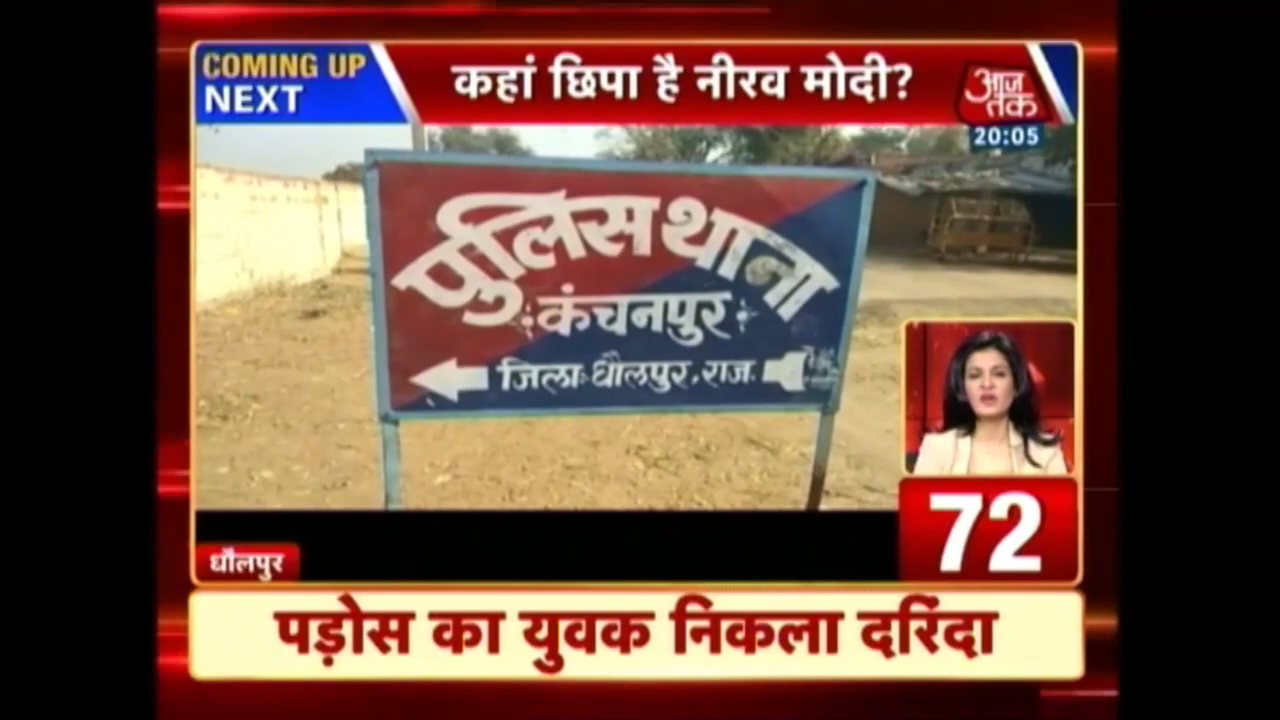 COMING UP
NEXT
कहां छिपा है नीरव मोदी?
आज
तक
20:05
पुलिस थाना
कंचनपुर
जिला धौलपुर, राज.
72
धौलपुर
पड़ोस का युवक निकला दरिंदा